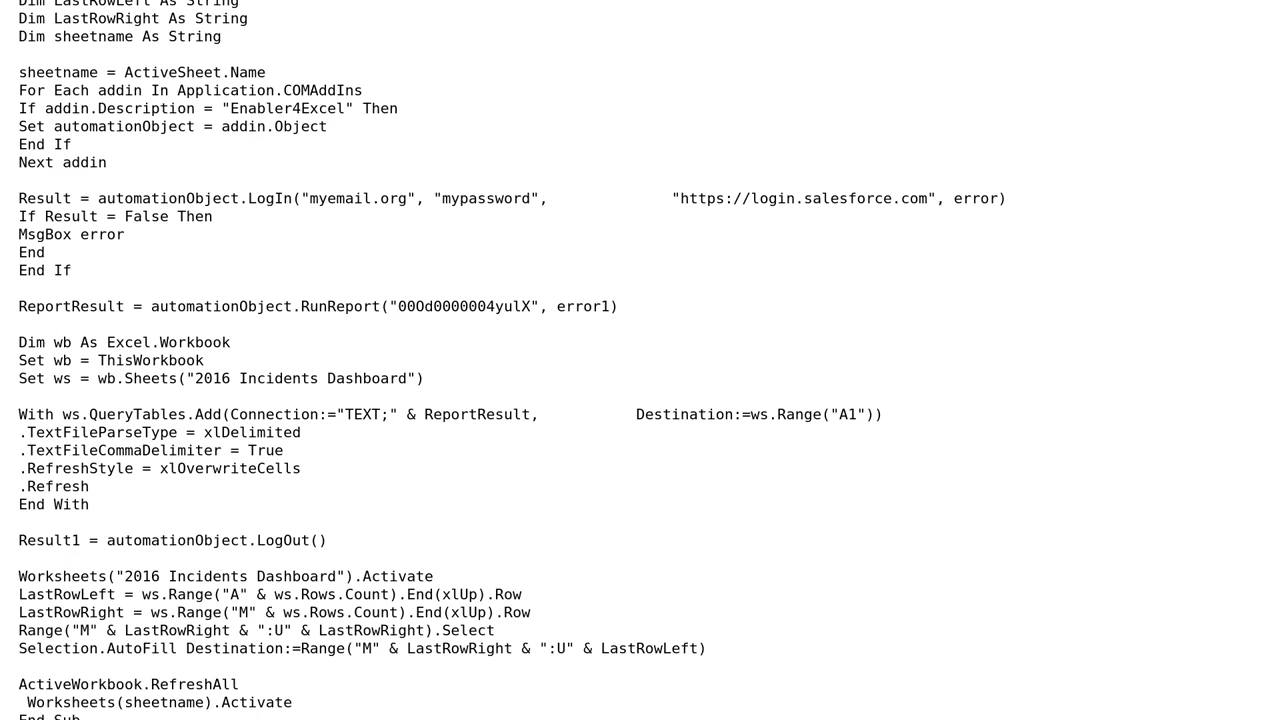 Dim LastRowLeft As String
Dim LastRowRight As String
Dim sheetname As String

sheetname = ActiveSheet.Name
For Each addin In Application.COMAddIns
If addin.Description = "Enabler4Excel" Then
Set automationObject = addin.Object
End If
Next addin

Result = automationObject.LogIn("myemail.org", "mypassword",              "https://login.salesforce.com", error)
If Result = False Then
MsgBox error
End
End If

ReportResult = automationObject.RunReport("00Od0000004yulX", error1)

Dim wb As Excel.Workbook
Set wb = ThisWorkbook
Set ws = wb.Sheets("2016 Incidents Dashboard")

With ws.QueryTables.Add(Connection:="TEXT;" & ReportResult,           Destination:=ws.Range("A1"))
.TextFileParseType = xlDelimited
.TextFileCommaDelimiter = True
.RefreshStyle = xlOverwriteCells
.Refresh
End With

Result1 = automationObject.LogOut()

Worksheets("2016 Incidents Dashboard").Activate
LastRowLeft = ws.Range("A" & ws.Rows.Count).End(xlUp).Row
LastRowRight = ws.Range("M" & ws.Rows.Count).End(xlUp).Row
Range("M" & LastRowRight & ":U" & LastRowRight).Select
Selection.AutoFill Destination:=Range("M" & LastRowRight & ":U" & LastRowLeft)

ActiveWorkbook.RefreshAll
 Worksheets(sheetname).Activate
End Sub